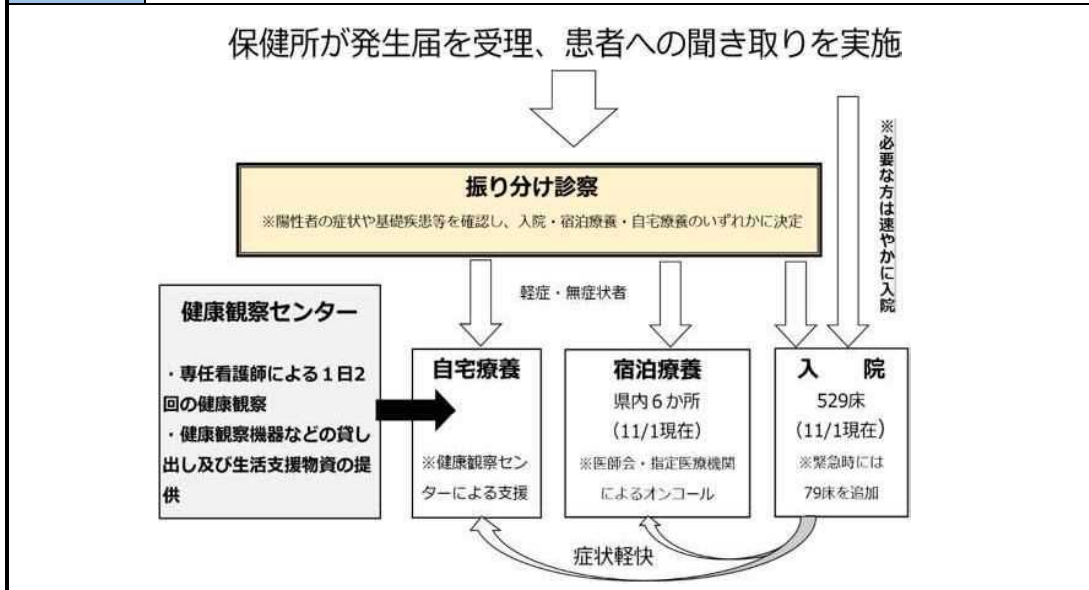 保健所が発生届を受理、患者への聞き取りを実施
※必要な方は速やかに入院
振り分け診察
※陽性者の症状や基礎疾患等を確認し、入院・宿泊療養・自宅療養のいずれかに決定
軽症・無症状者
健康観察センター
・専任看護師による1日2
回の健康観察
・健康観察機器などの貸し
出し及び生活支援物資の提
供
自宅療養
※健康観察セン
ターによる支援
宿泊療養
県内6か所
(11/1現在)
※医師会・指定医療機関
によるオンコール
入 院
529床
(11/1現在)
※緊急時には
79床を追加
症状軽快